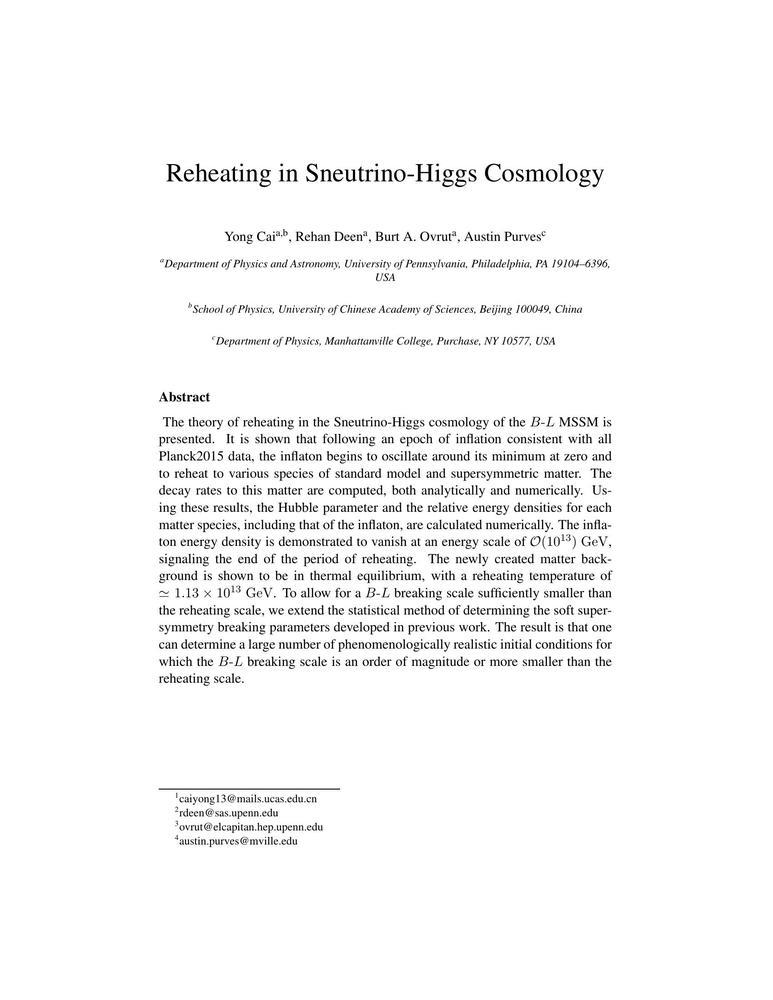 Reheating in Sneutrino-Higgs Cosmology
Yong Cai^{a,b}, Rehan Deen^a, Burt A. Ovrut^a, Austin Purves^c
^aDepartment of Physics and Astronomy, University of Pennsylvania, Philadelphia, PA 19104–6396,
USA
^bSchool of Physics, University of Chinese Academy of Sciences, Beijing 100049, China
^cDepartment of Physics, Manhattanville College, Purchase, NY 10577, USA
Abstract
The theory of reheating in the Sneutrino-Higgs cosmology of the B-L MSSM is
presented. It is shown that following an epoch of inflation consistent with all
Planck2015 data, the inflaton begins to oscillate around its minimum at zero and
to reheat to various species of standard model and supersymmetric matter. The
decay rates to this matter are computed, both analytically and numerically. Us-
ing these results, the Hubble parameter and the relative energy densities for each
matter species, including that of the inflaton, are calculated numerically. The infla-
ton energy density is demonstrated to vanish at an energy scale of O(10^{13}) GeV,
signaling the end of the period of reheating. The newly created matter back-
ground is shown to be in thermal equilibrium, with a reheating temperature of
≃ 1.13 × 10^{13} GeV. To allow for a B-L breaking scale sufficiently smaller than
the reheating scale, we extend the statistical method of determining the soft super-
symmetry breaking parameters developed in previous work. The result is that one
can determine a large number of phenomenologically realistic initial conditions for
which the B-L breaking scale is an order of magnitude or more smaller than the
reheating scale.
^1caiyong13@mails.ucas.edu.cn
^2rdeen@sas.upenn.edu
^3ovrut@elcapitan.hep.upenn.edu
^4austin.purves@mville.edu